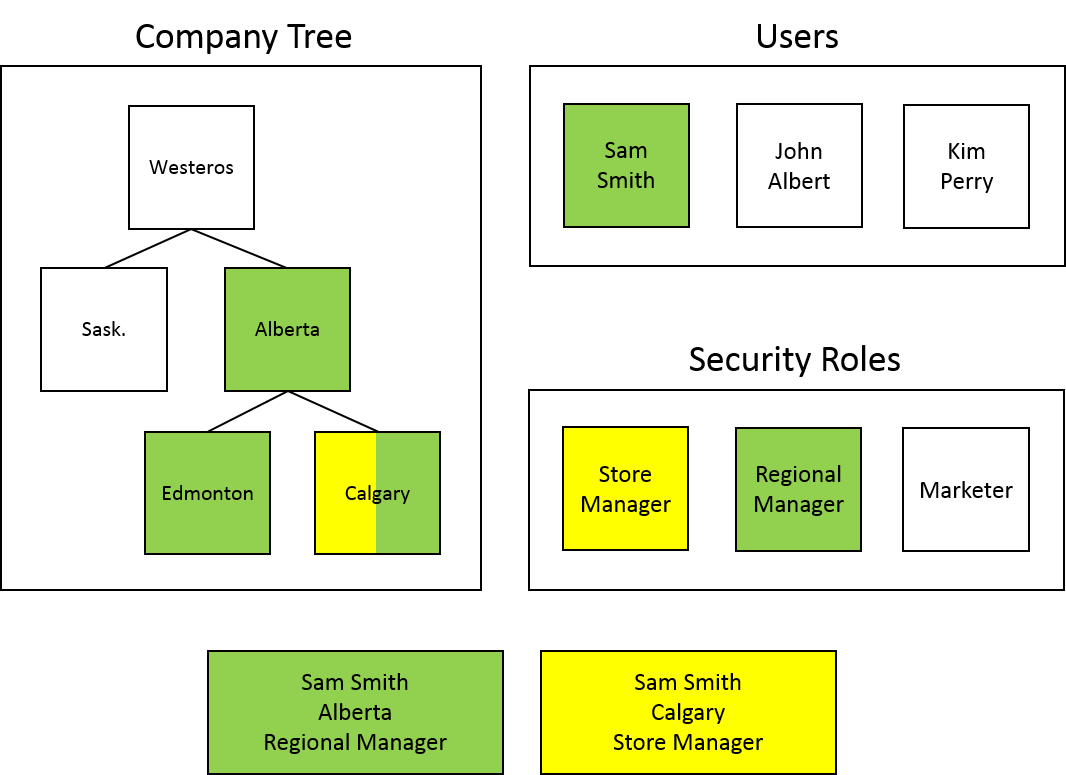 Company Tree
Westeros
Sask.
Alberta
Edmonton
Calgary
Users
Sam
Smith
John
Albert
Kim
Perry
Security Roles
Store
Manager
Regional
Manager
Marketer
Sam Smith
Alberta
Regional Manager
Sam Smith
Calgary
Store Manager